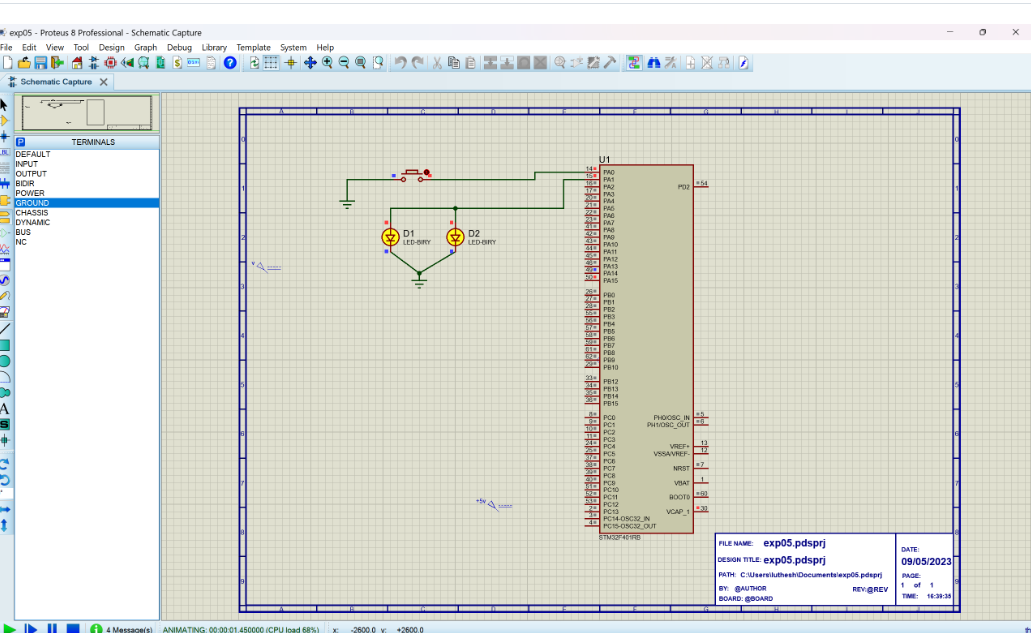 exp05 - Proteus 8 Professional - Schematic Capture
File Edit View Tool Design Graph Debug Library Template System Help
Schematic Capture
TERMINALS
DEFAULT
INPUT
OUTPUT
BIDIR
POWER
GROUND
CHASSIS
DYNAMIC
BUS
NC
A B C D E F G H I J
0
1
2
3
4
5
6
7
8
9
D1
LED-BIRY
D2
LED-BIRY
+5v
U1
14 PA0
15 PA1
16 PA2
17 PA3
20 PA4
21 PA5
22 PA6
23 PA7
41 PA8
42 PA9
43 PA10
44 PA11
45 PA12
46 PA13
49 PA14
50 PA15
26 PB0
27 PB1
28 PB2
55 PB3
56 PB4
57 PB5
58 PB6
59 PB7
61 PB8
62 PB9
29 PB10
33 PB12
34 PB13
35 PB14
36 PB15
8 PC0
9 PC1
10 PC2
11 PC3
24 PC4
25 PC5
37 PC6
38 PC7
39 PC8
40 PC9
51 PC10
52 PC11
53 PC12
2 PC13
3 PC14-OSC32_IN
4 PC15-OSC32_OUT
PD2 54
PH0/OSC_IN 5
PH1/OSC_OUT 6
VREF+ 13
VSSA/VREF- 12
NRST 7
VBAT 1
BOOT0 60
VCAP_1 30
STM32F401RB
FILE NAME: exp05.pdsprj
DESIGN TITLE: exp05.pdsprj
PATH: C:\Users\luthesh\Documents\exp05.pdsprj
BY: @AUTHOR REV:@REV
BOARD: @BOARD
DATE:
09/05/2023
PAGE:
1 of 1
TIME: 16:39:35
4 Message(s) ANIMATING: 00:00:01.450000 (CPU load 68%) x: -2600.0 y: +2600.0